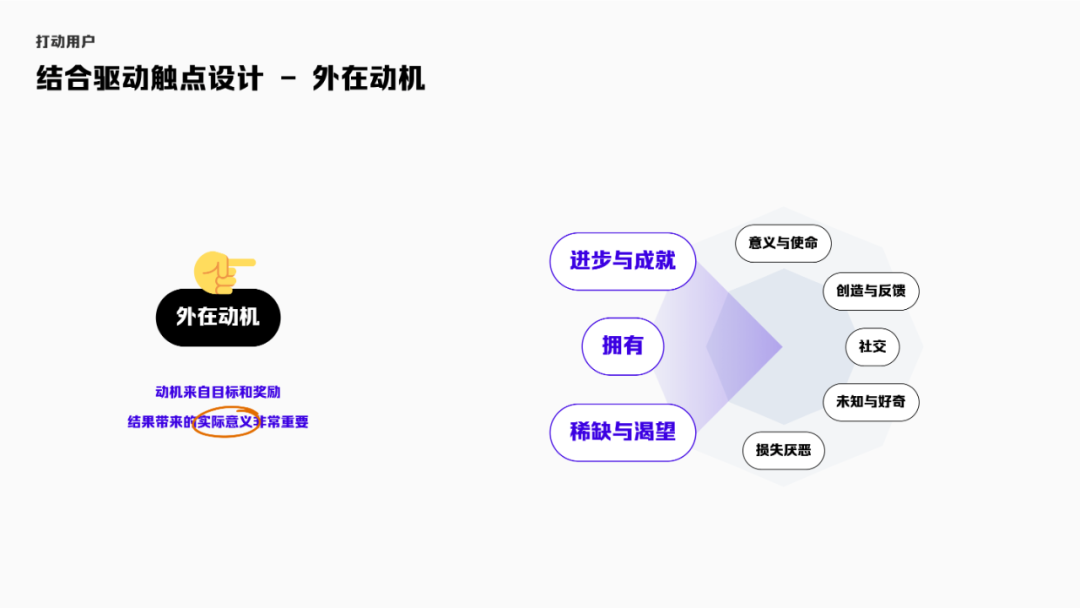 打动用户
结合驱动触点设计 - 外在动机
外在动机
动机来自目标和奖励
结果带来的实际意义非常重要
进步与成就
拥有
稀缺与渴望
意义与使命
创造与反馈
社交
未知与好奇
损失厌恶